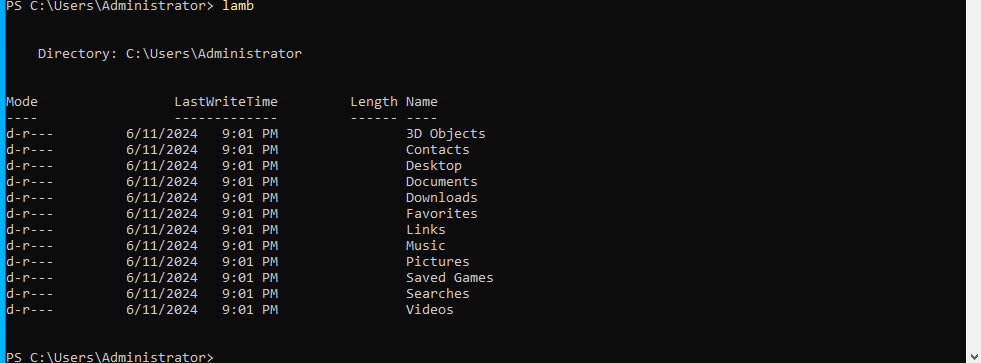 PS C:\Users\Administrator> lamb
Directory: C:\Users\Administrator
Mode                LastWriteTime         Length Name
----                -------------         ------ ----
d-r---         6/11/2024   9:01 PM                3D Objects
d-r---         6/11/2024   9:01 PM                Contacts
d-r---         6/11/2024   9:01 PM                Desktop
d-r---         6/11/2024   9:01 PM                Documents
d-r---         6/11/2024   9:01 PM                Downloads
d-r---         6/11/2024   9:01 PM                Favorites
d-r---         6/11/2024   9:01 PM                Links
d-r---         6/11/2024   9:01 PM                Music
d-r---         6/11/2024   9:01 PM                Pictures
d-r---         6/11/2024   9:01 PM                Saved Games
d-r---         6/11/2024   9:01 PM                Searches
d-r---         6/11/2024   9:01 PM                Videos
PS C:\Users\Administrator>